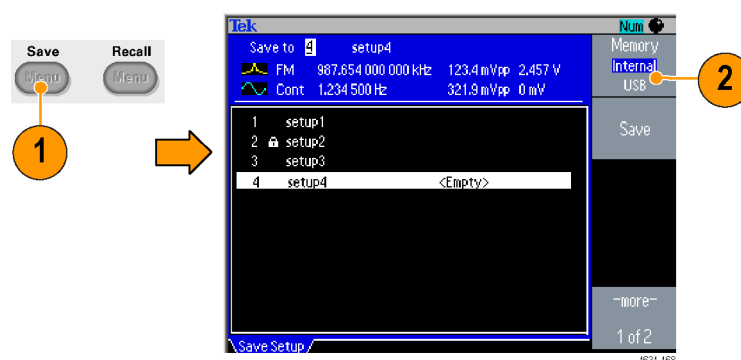 Save Recall
Menu Menu
1
Tek
Save to 4 setup4
FM 987.654 000 000 kHz 123.4 mVpp 2.457 V
Cont 1.234 500 Hz 321.9 mVpp 0 mV
1 setup1
2 setup2
3 setup3
4 setup4 <Empty>
Save Setup
Num
Memory
Internal
USB
2
Save
-more-
1 of 2